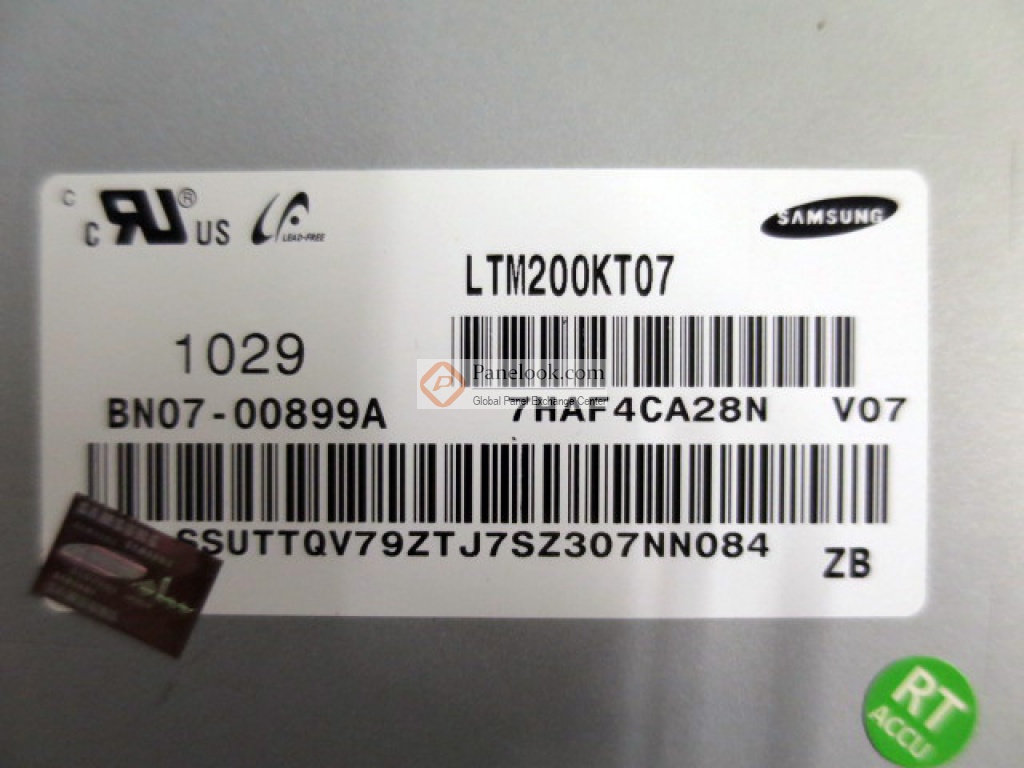 C
C RU® US
LEAD-FREE
SAMSUNG
LTM200KT07
1029
Panelook.com
Global Panel Exchange Center
BN07-00899A
7HAF4CA28N V07
SSUTTQV79ZTJ7SZ307NN084
ZB
RT
ACCU